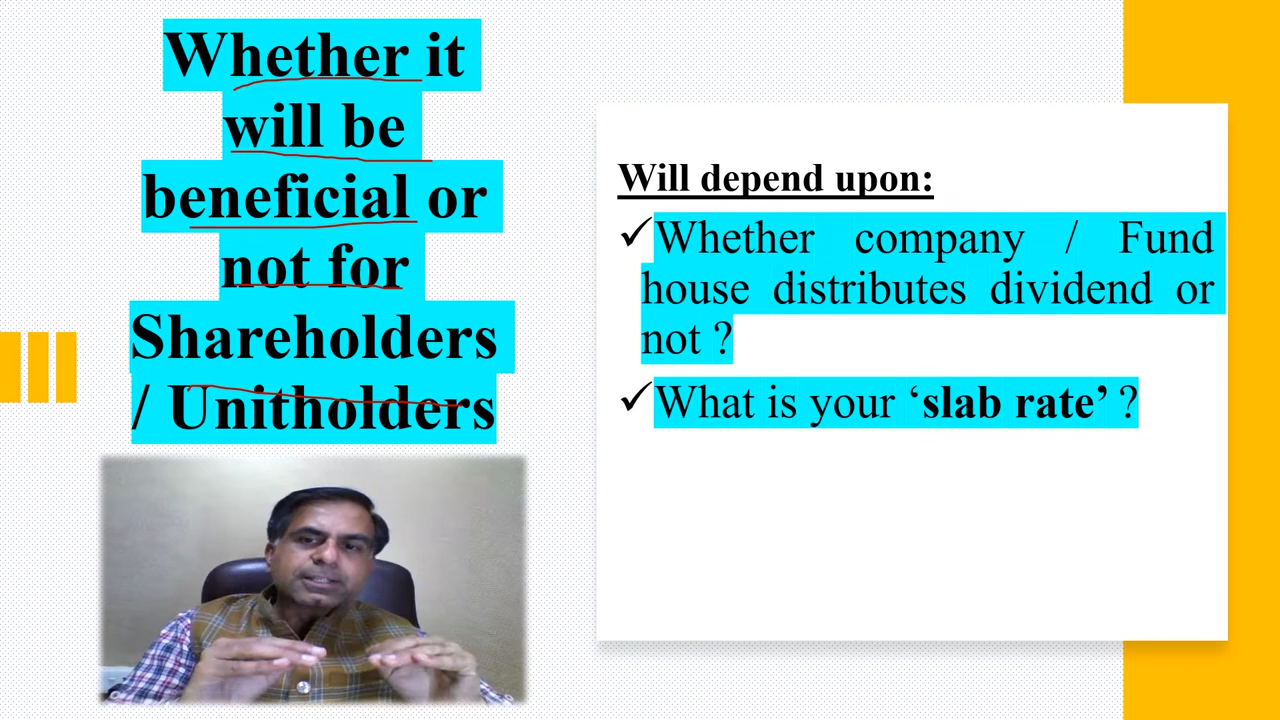 Whether it
will be
beneficial or
not for
Shareholders
/ Unitholders
Will depend upon:
✓Whether company / Fund
house distributes dividend or
not ?
✓What is your ‘slab rate’ ?